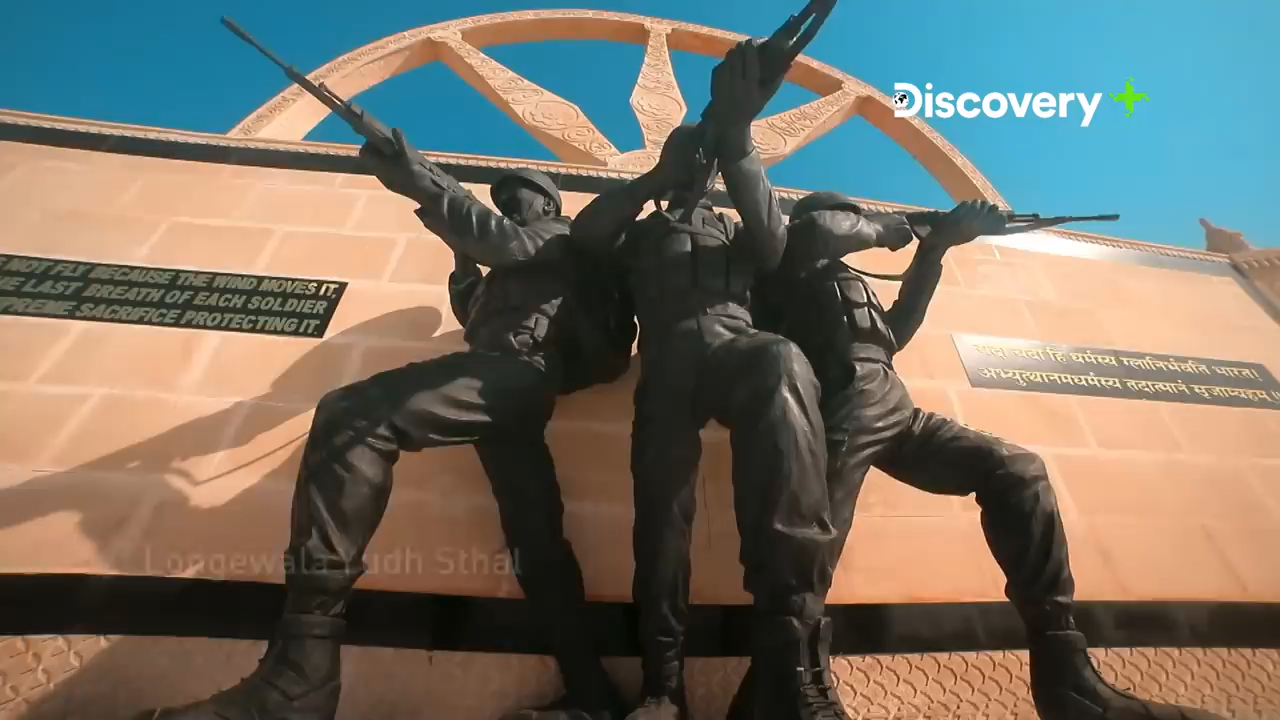 Discovery+
NOT FLY BECAUSE THE WIND MOVES IT,
LAST BREATH OF EACH SOLDIER
SACRIFICE PROTECTING IT.
हि धर्मस्य ग्लानिर्भवति भारत।
अभ्युत्थानमधर्मस्य तदात्मानं सृजाम्यहम्
Longewala Yudh Sthal